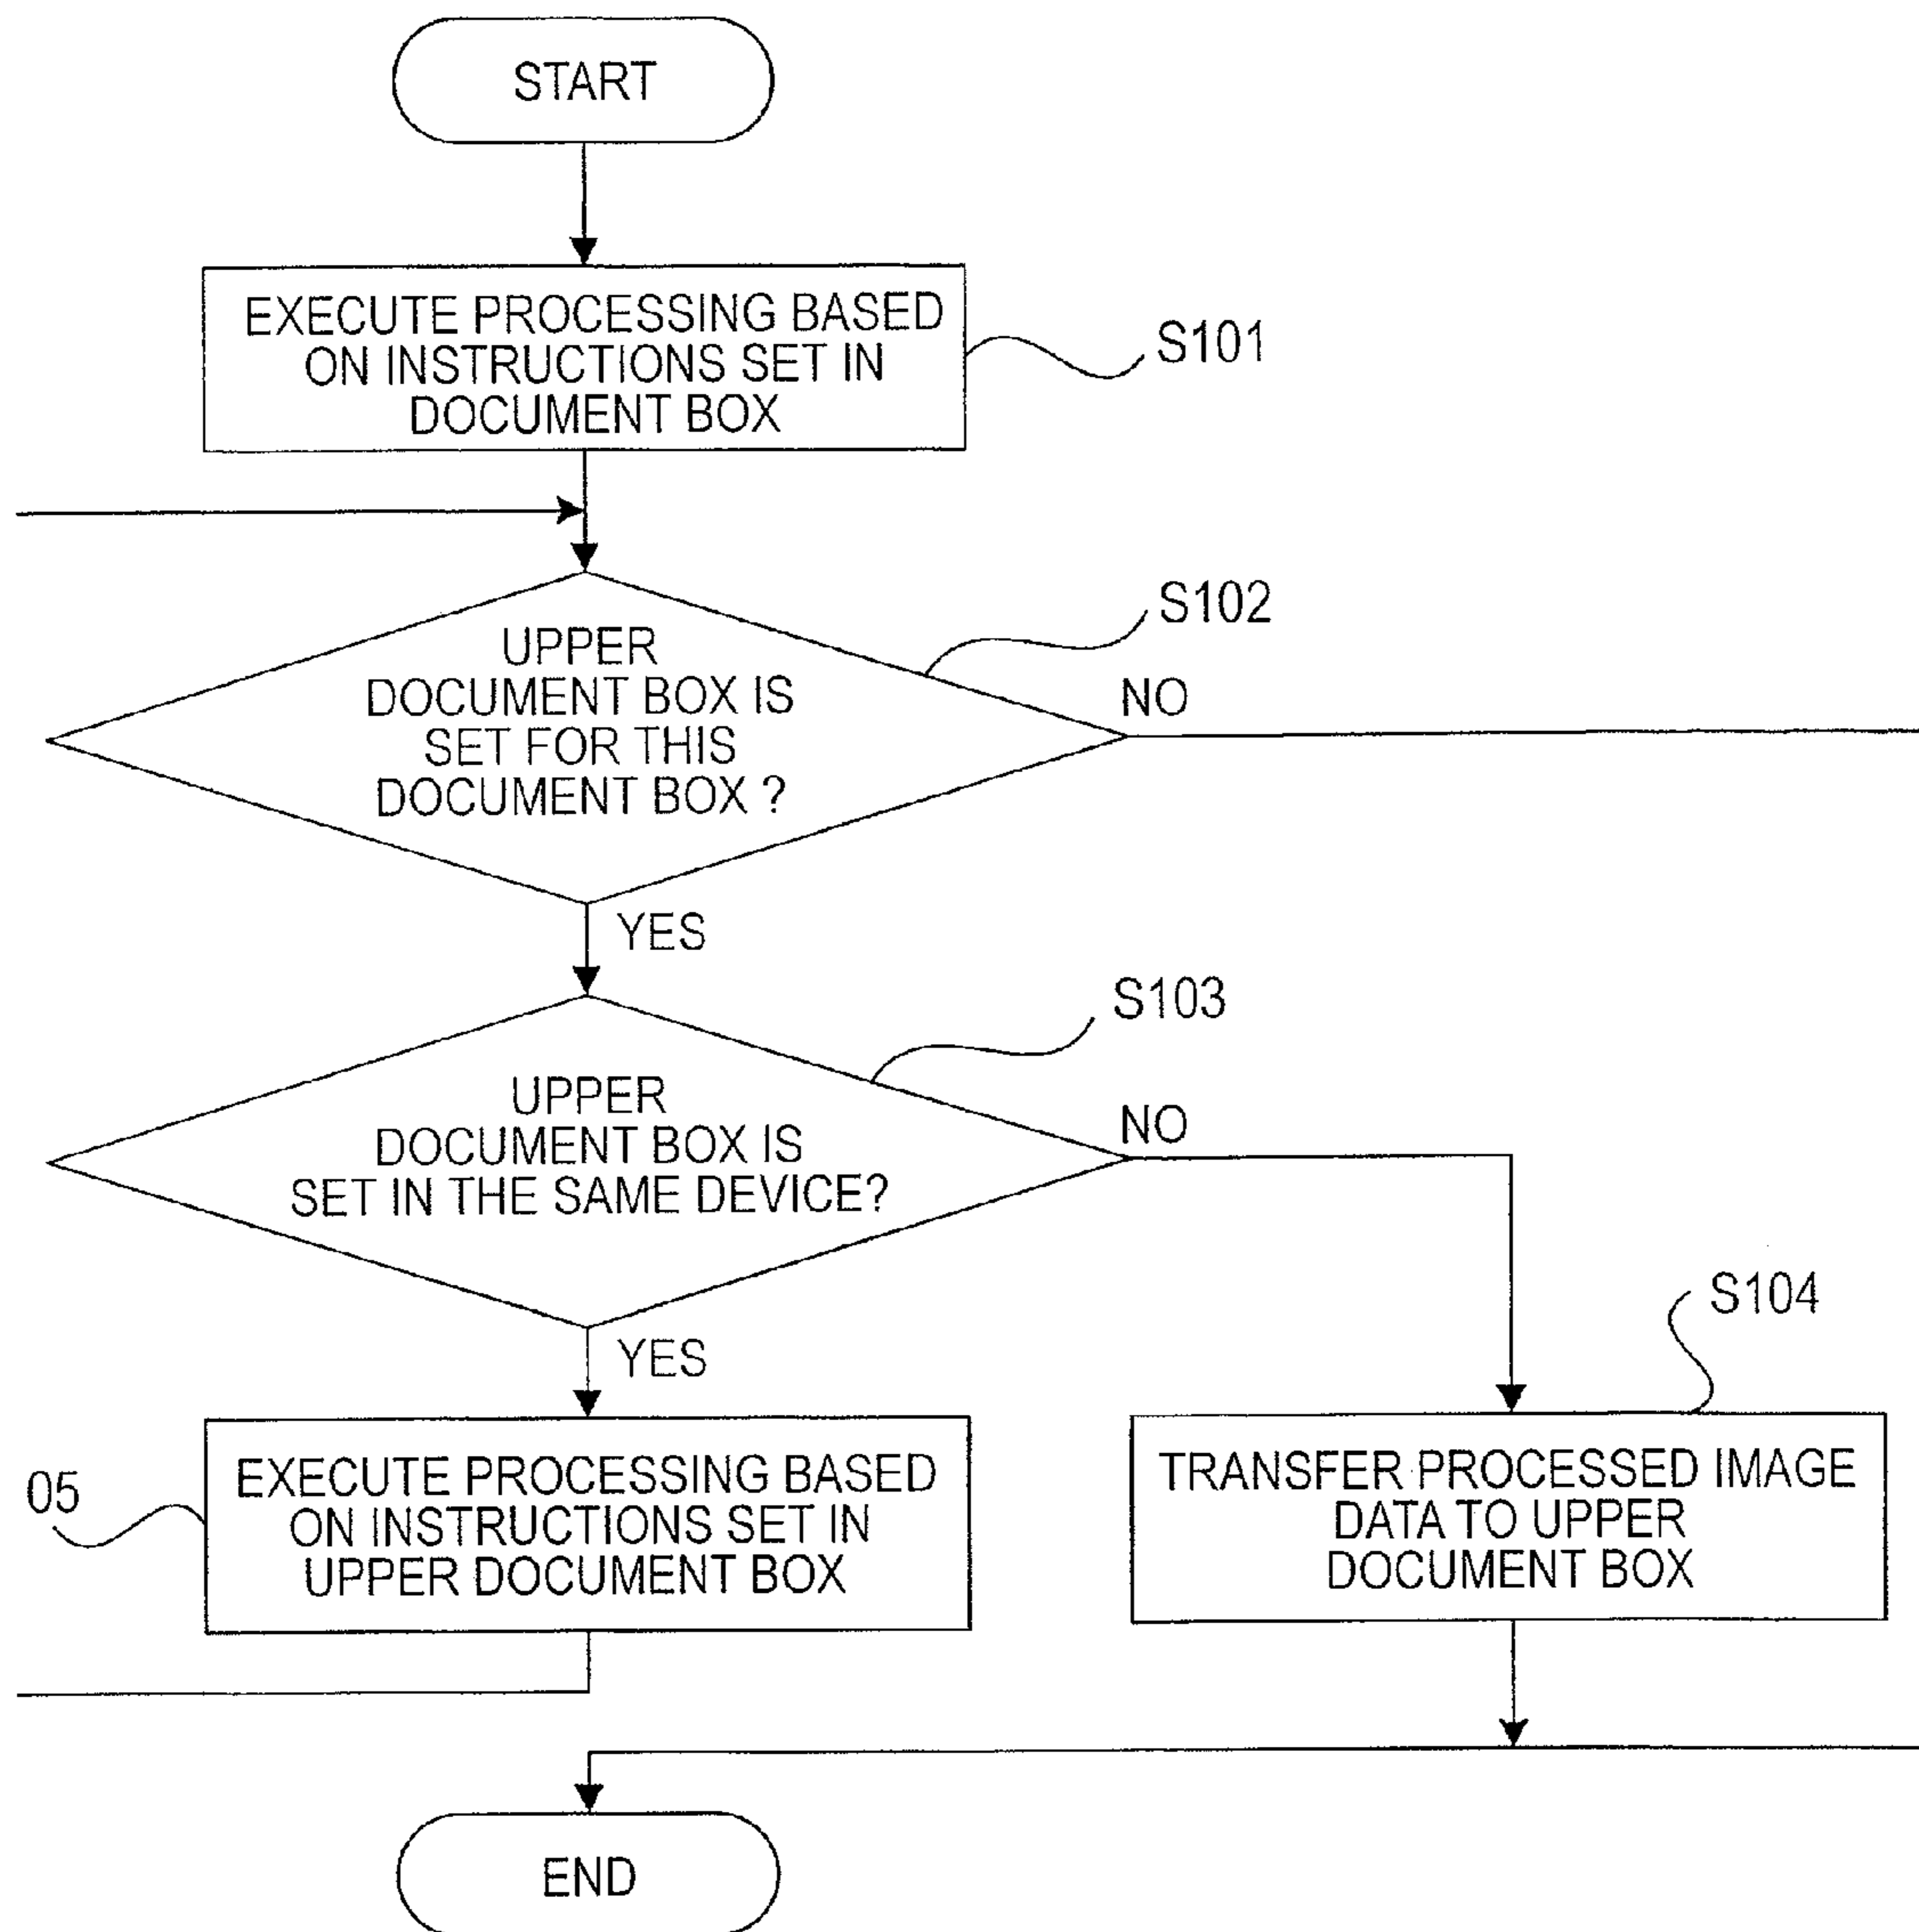 START
EXECUTE PROCESSING BASED
ON INSTRUCTIONS SET IN
DOCUMENT BOX
S101
S102
UPPER
DOCUMENT BOX IS
SET FOR THIS
DOCUMENT BOX ?
NO
YES
S103
UPPER
DOCUMENT BOX IS
SET IN THE SAME DEVICE?
NO
YES
S104
05
EXECUTE PROCESSING BASED
ON INSTRUCTIONS SET IN
UPPER DOCUMENT BOX
TRANSFER PROCESSED IMAGE
DATA TO UPPER
DOCUMENT BOX
END